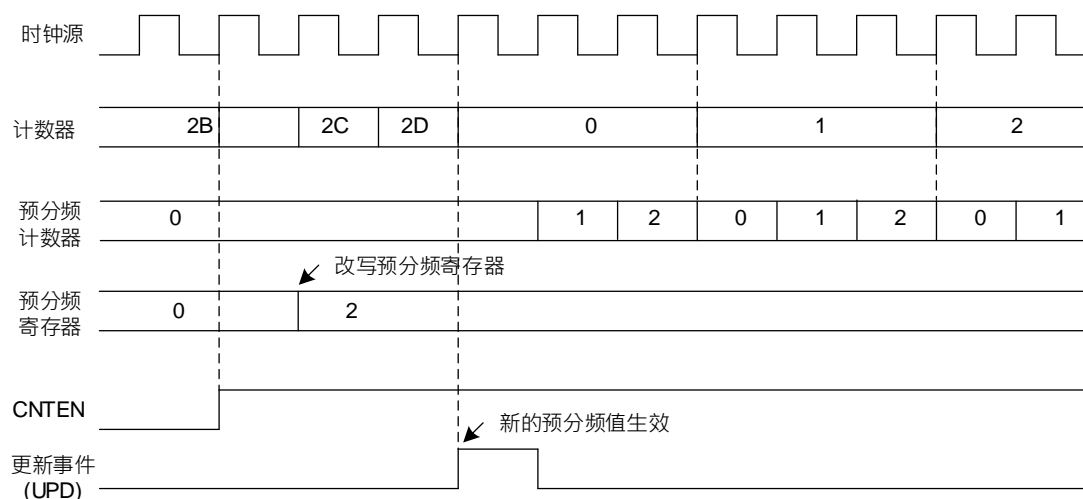 时钟源
计数器 2B 2C 2D 0 1 2
预分频
计数器
0 1 2 0 1 2 0 1
改写预分频寄存器
预分频
寄存器
0 2
CNTEN
新的预分频值生效
更新事件
(UPD)